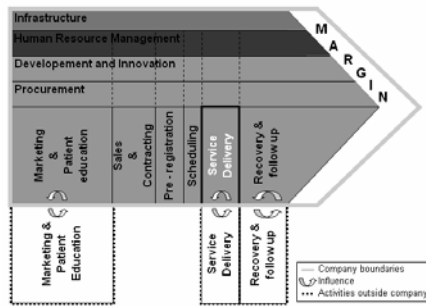 Infrastructure
Human Resource Management
Developement and Innovation
Procurement
MARGIN
Marketing
&
Patient
education
Sales
&
Contracting
Pre - registration
Scheduling
Service
Delivery
Recovery &
follow up
Marketing &
Patient
Education
Service
Delivery
Recovery &
follow up
Company boundaries
Influence
Activities outside company